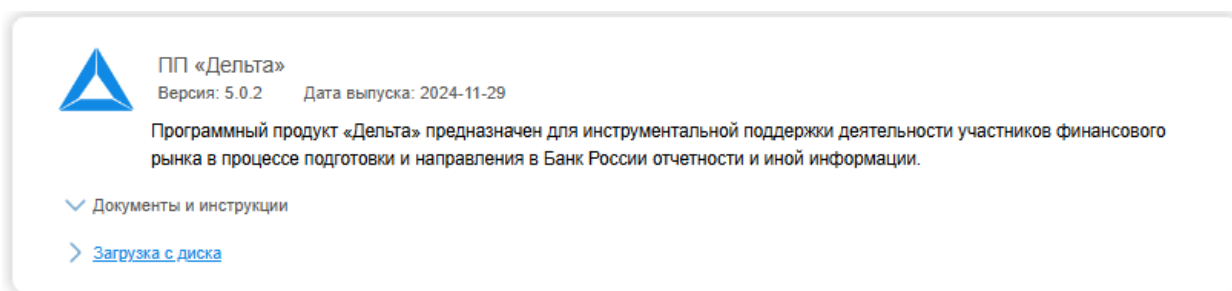 ПП «Дельта»
Версия: 5.0.2 Дата выпуска: 2024-11-29
Программный продукт «Дельта» предназначен для инструментальной поддержки деятельности участников финансового
рынка в процессе подготовки и направления в Банк России отчетности и иной информации.
Документы и инструкции
Загрузка с диска